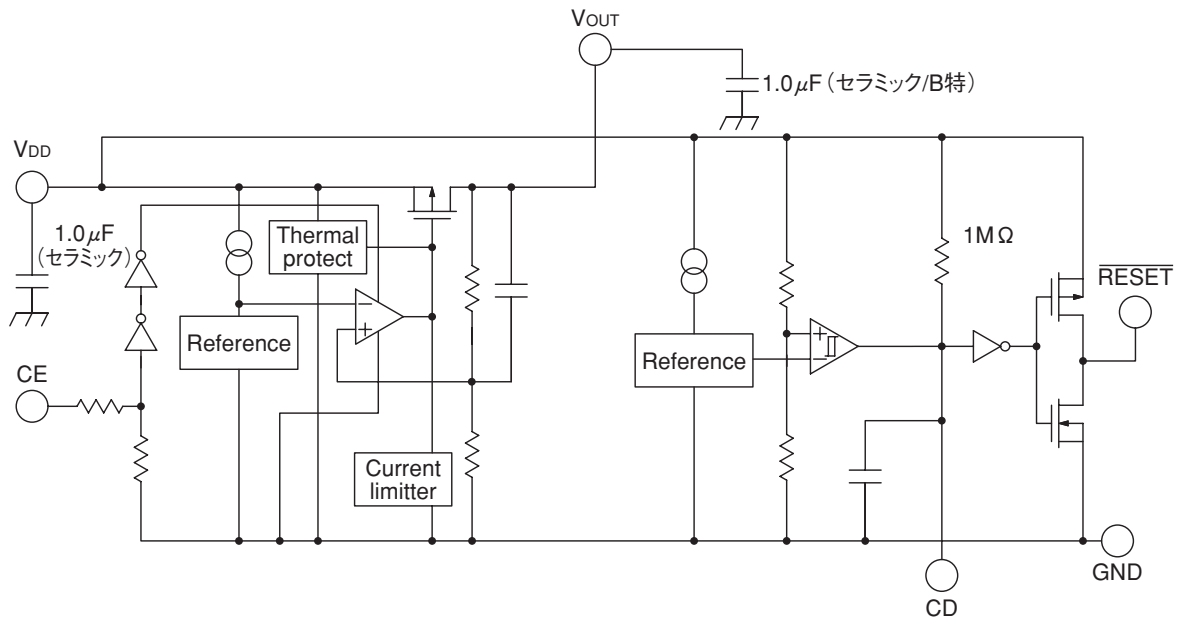 VOUT
1.0μF（セラミック/B特）
VDD
1.0μF
（セラミック）
Thermal
protect
1MΩ
RESET
−
+
Reference
+
−
Reference
CE
Current
limitter
GND
CD